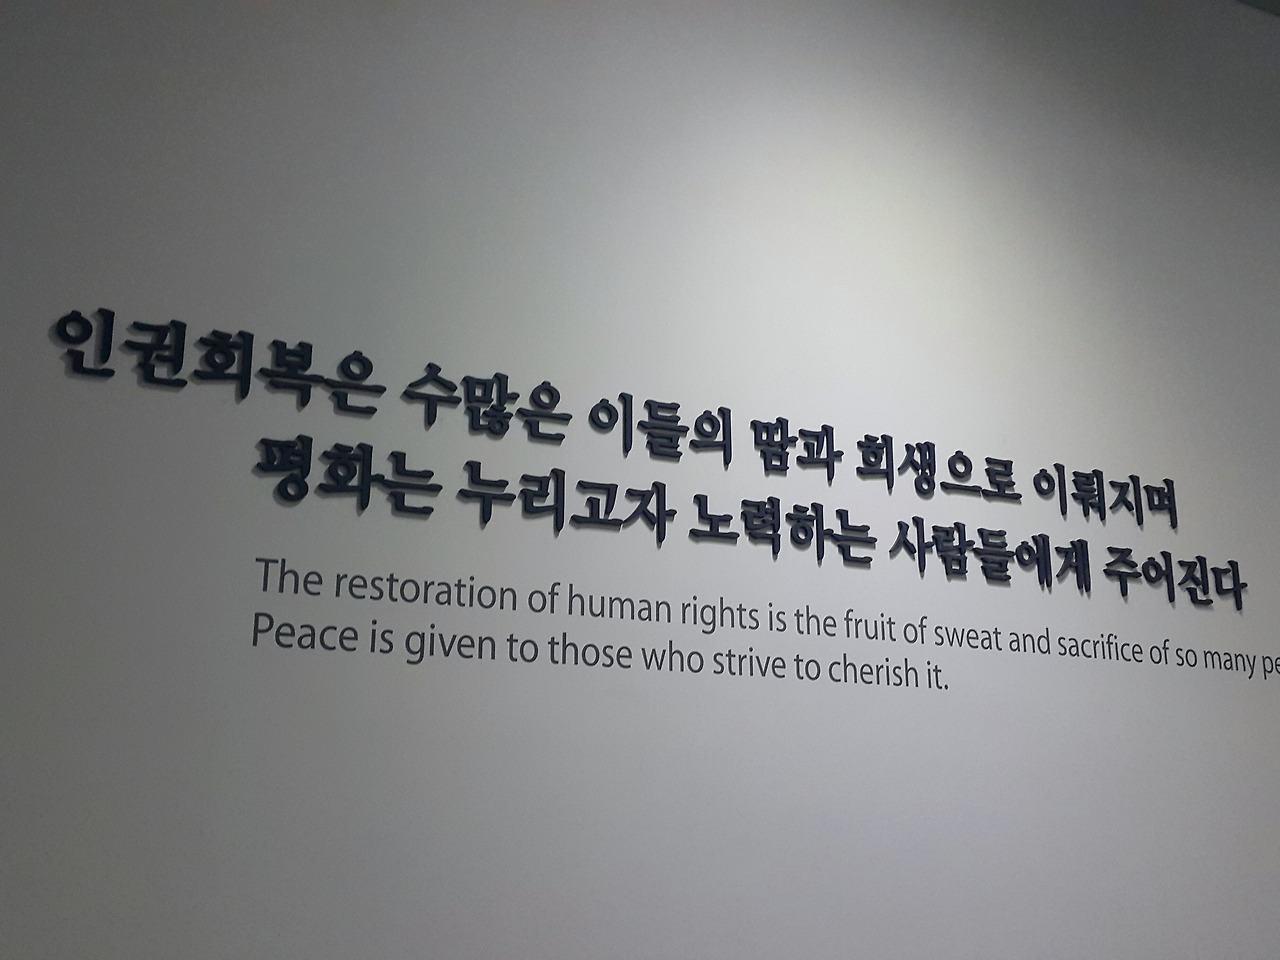 인권회복은 수많은 이들의 땀과 희생으로 이뤄지며
평화는 누리고자 노력하는 사람들에게 주어진다
The restoration of human rights is the fruit of sweat and sacrifice of so many
Peace is given to those who strive to cherish it.